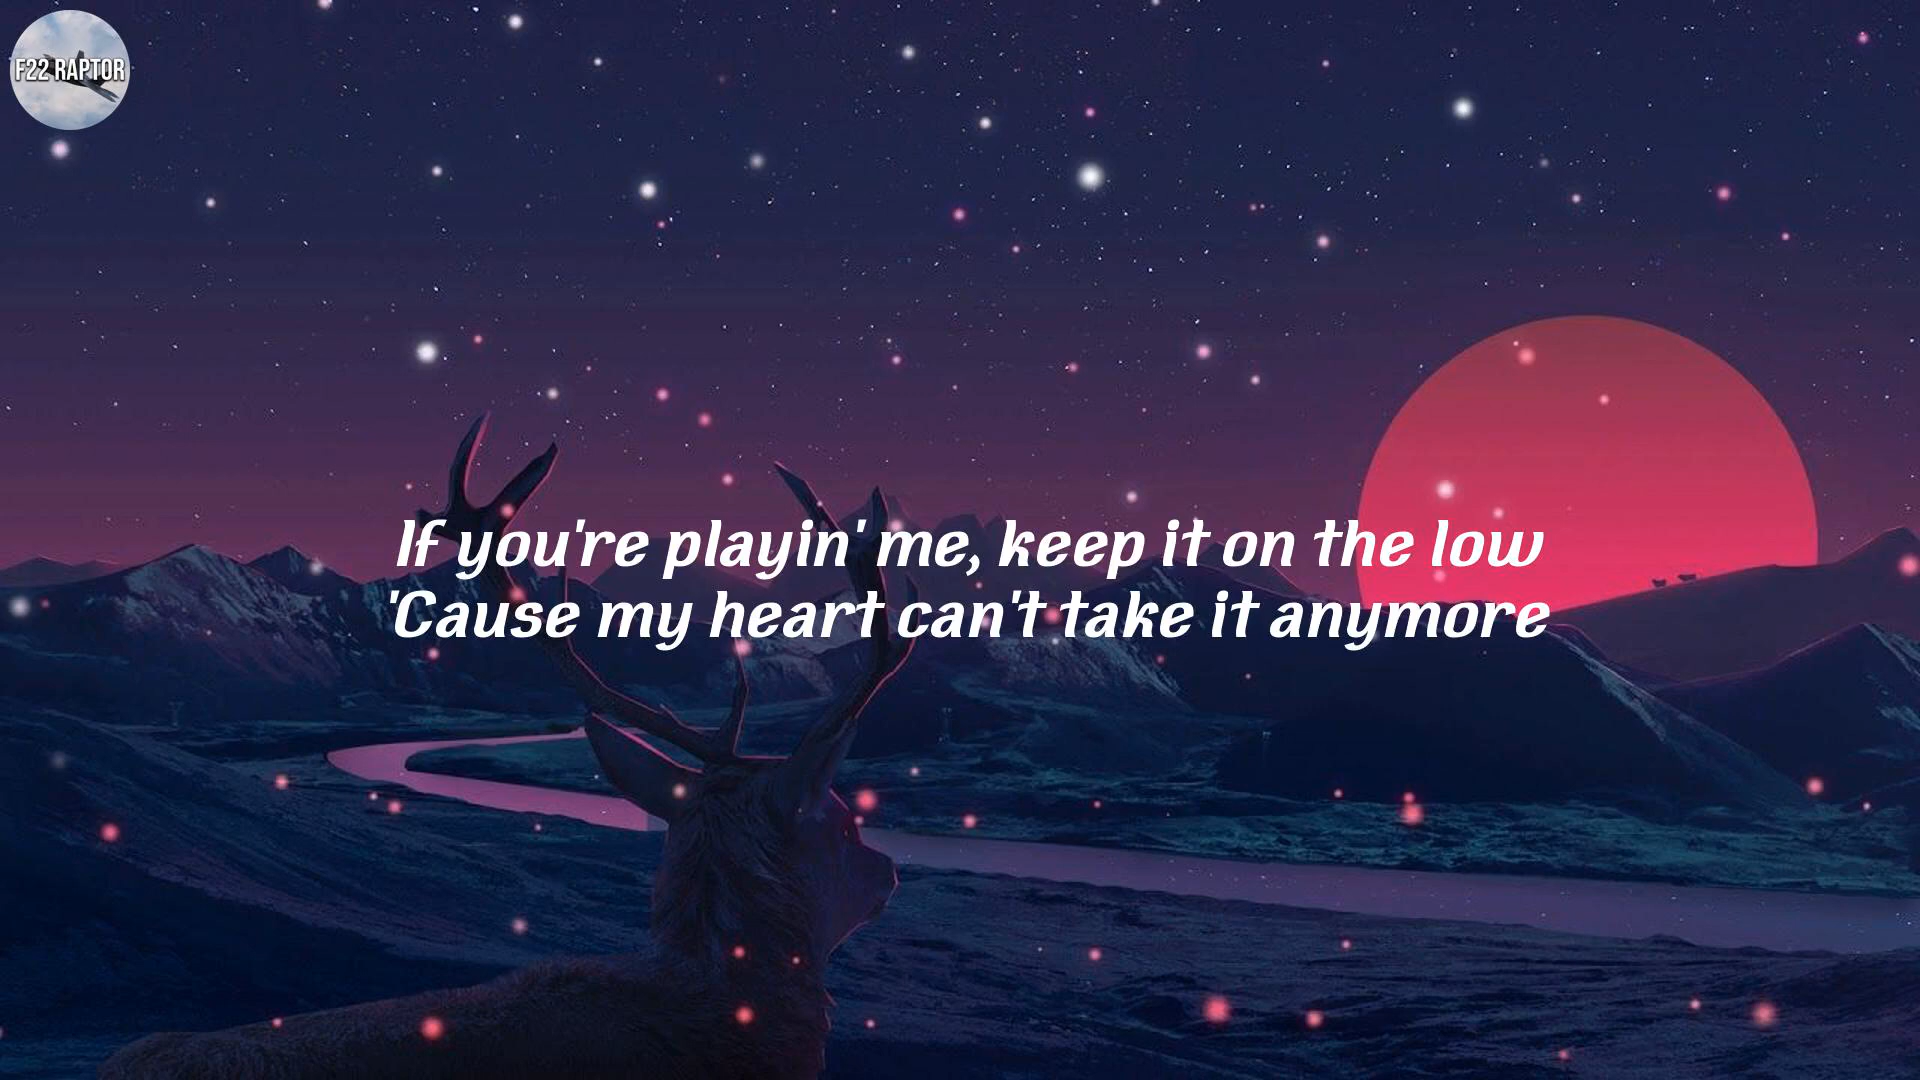 F22 RAPTOR
If you're playin' me, keep it on the low
'Cause my heart can't take it anymore